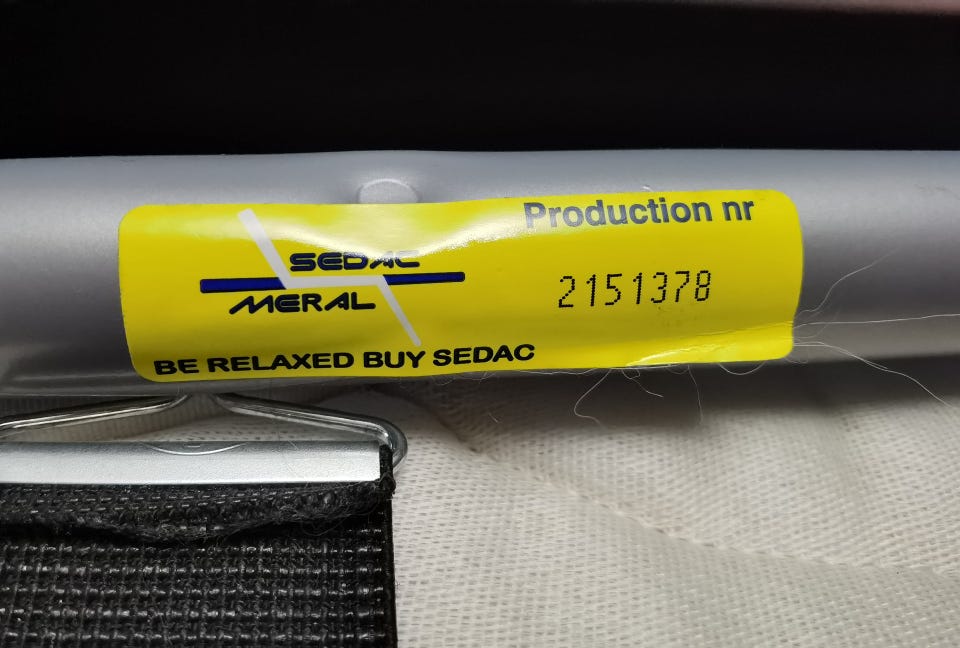 Production nr
SEDAC
MERAL
2151378
BE RELAXED BUY SEDAC